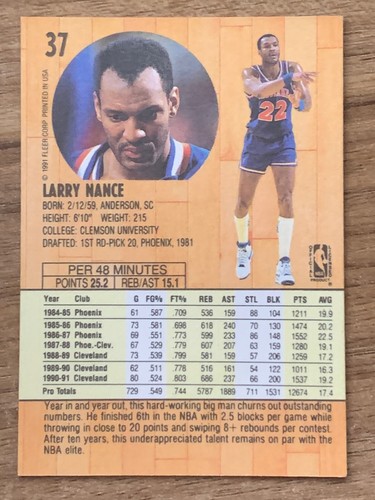 37
© 1991 FLEER CORP. PRINTED IN USA
22
LARRY NANCE
BORN: 2/12/59, ANDERSON, SC
HEIGHT: 6'10" WEIGHT: 215
COLLEGE: CLEMSON UNIVERSITY
DRAFTED: 1ST RD-PICK 20, PHOENIX, 1981
OFFICIAL NBA PRODUCT
PER 48 MINUTES
POINTS 25.2 REB/AST 15.1
Year Club G FG% FT% REB AST STL BLK PTS AVG
1984-85 Phoenix 61 .587 .709 536 159 88 104 1211 19.9
1985-86 Phoenix 73 .581 .698 618 240 70 130 1474 20.2
1986-87 Phoenix 69 .551 .773 599 233 86 148 1552 22.5
1987-88 Phoe.-Clev. 67 .529 .779 607 207 63 159 1280 19.1
1988-89 Cleveland 73 .539 .799 581 159 57 206 1259 17.2
1989-90 Cleveland 62 .511 .778 516 161 54 122 1011 16.3
1990-91 Cleveland 80 .524 .803 686 237 66 200 1537 19.2
Pro Totals 729 .549 .744 5787 1889 711 1531 12674 17.4
Year in and year out, this hard-working big man churns out outstanding
numbers. He finished 6th in the NBA with 2.5 blocks per game while
throwing in close to 20 points and swiping 8+ rebounds per contest.
After ten years, this underappreciated talent remains on par with the
NBA elite.